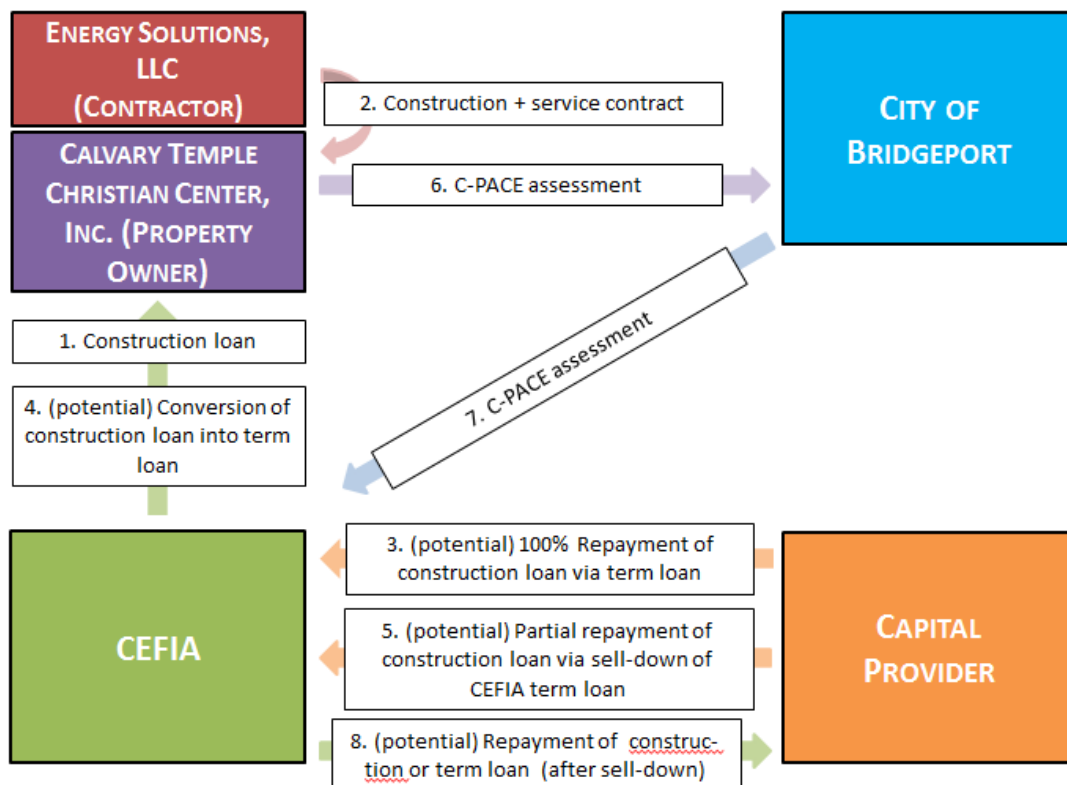 ENERGY SOLUTIONS,
LLC
(CONTRACTOR)
CALVARY TEMPLE
CHRISTIAN CENTER,
INC. (PROPERTY
OWNER)
2. Construction + service contract
6. C-PACE assessment
CITY OF
BRIDGEPORT
1. Construction loan
4. (potential) Conversion of
construction loan into term
loan
7. C-PACE assessment
CEFIA
3. (potential) 100% Repayment of
construction loan via term loan
5. (potential) Partial repayment of
construction loan via sell-down of
CEFIA term loan
8. (potential) Repayment of construc-
tion or term loan (after sell-down)
CAPITAL
PROVIDER